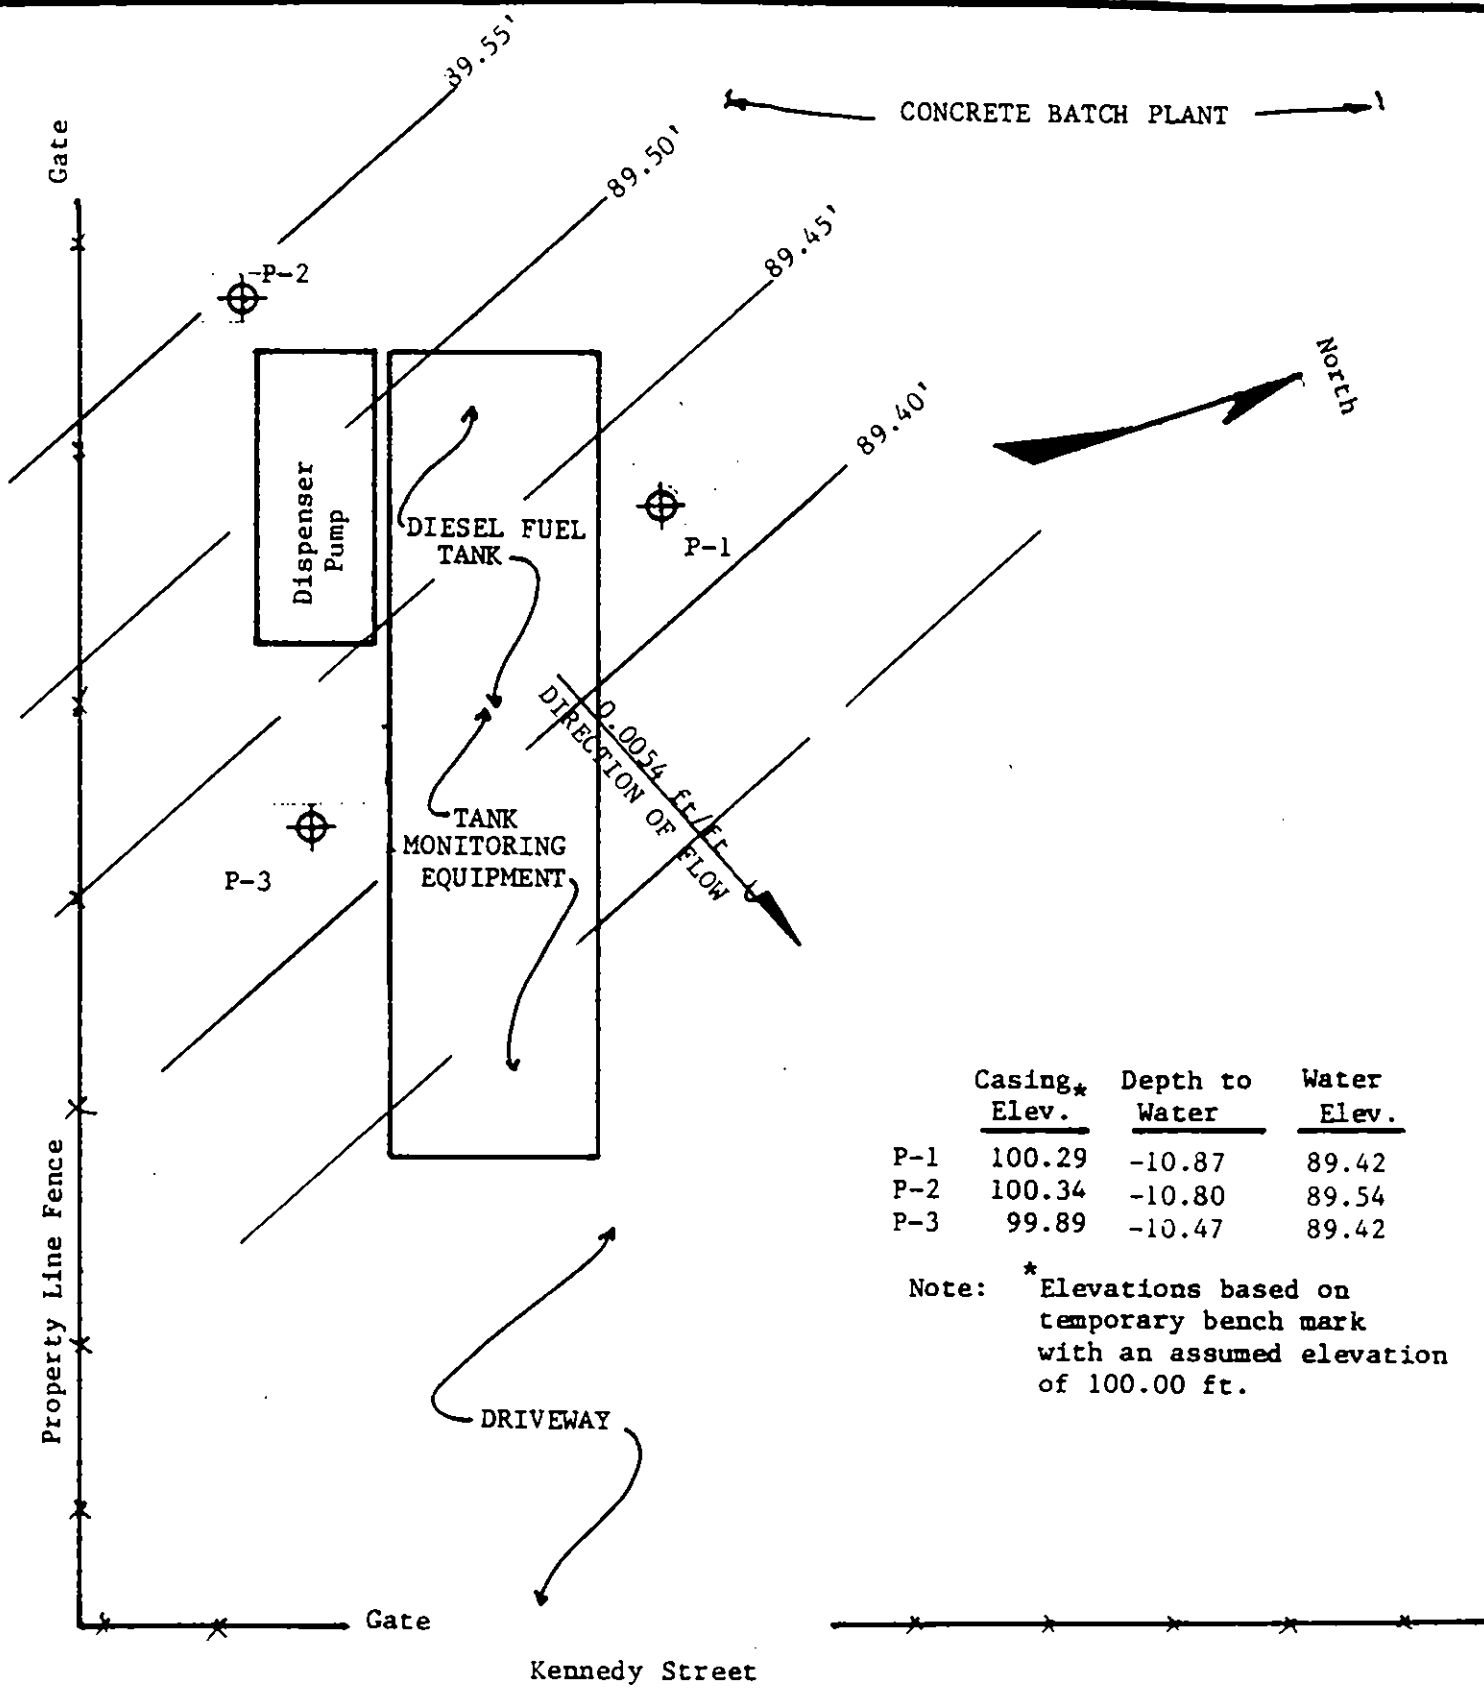 89.55'
CONCRETE BATCH PLANT
Gate
89.50'
89.45'
P-2
North
89.40'
Dispenser
Pump
DIESEL FUEL
TANK
P-1
0.0054 ft/ft
DIRECTION OF FLOW
TANK
MONITORING
EQUIPMENT
P-3
Property Line Fence
Casing* Depth to Water
Elev. Water Elev.
P-1 100.29 -10.87 89.42
P-2 100.34 -10.80 89.54
P-3 99.89 -10.47 89.42
Note: *Elevations based on
temporary bench mark
with an assumed elevation
of 100.00 ft.
DRIVEWAY
Gate
Kennedy Street